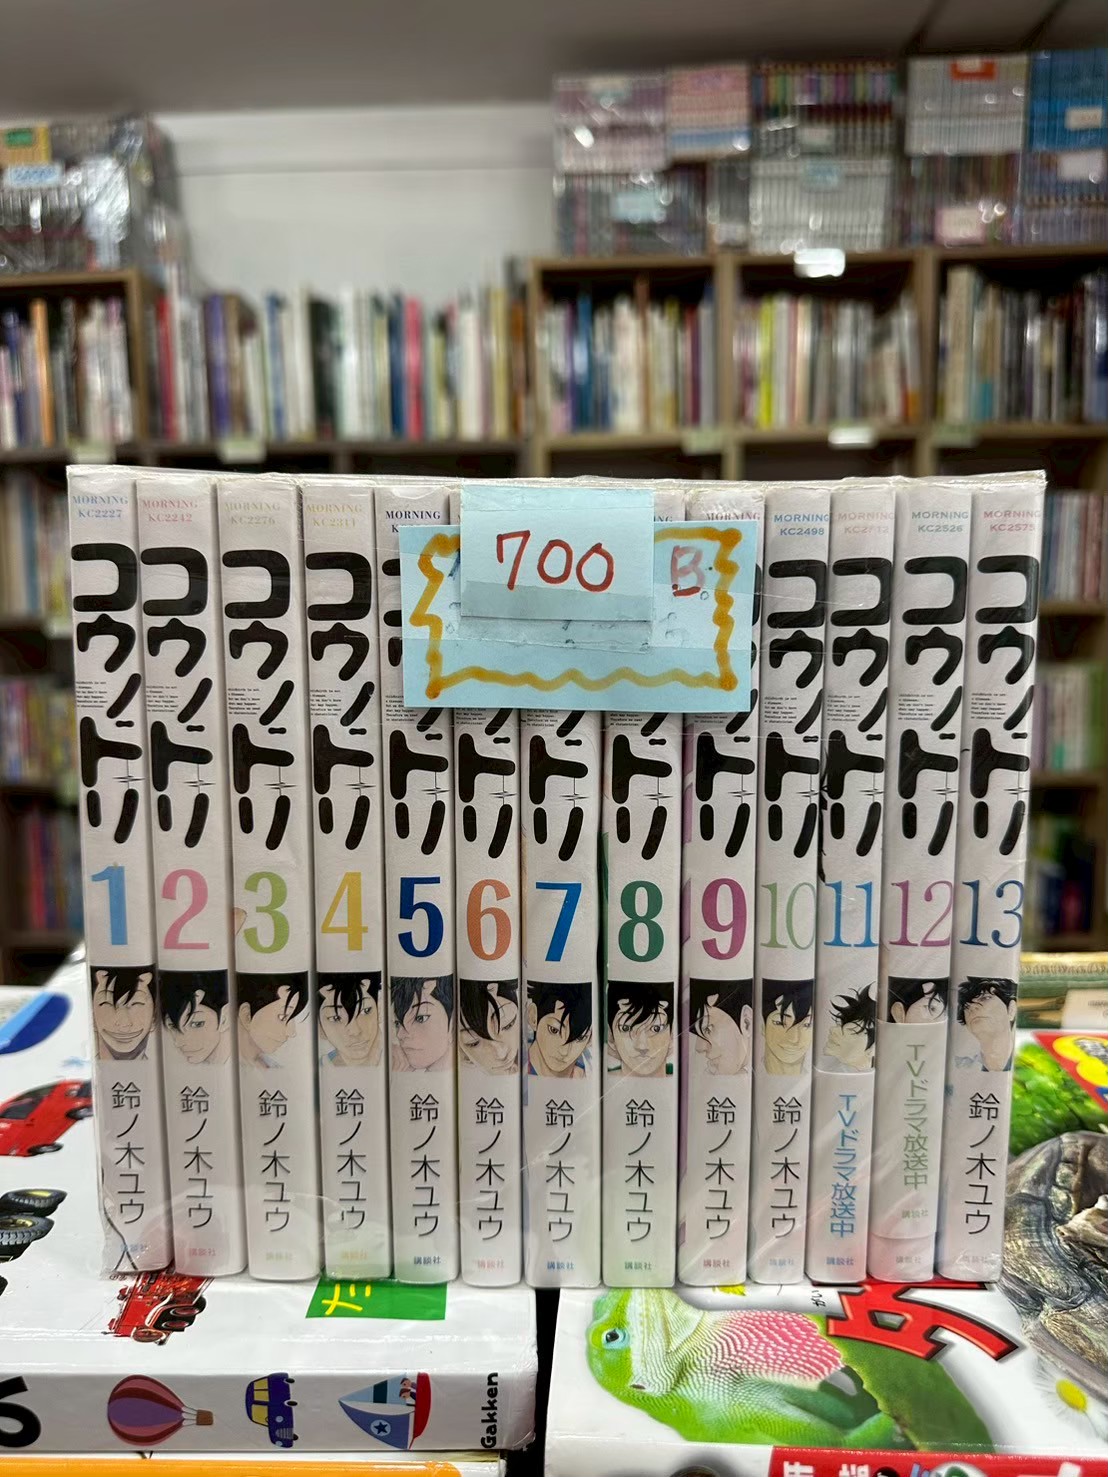 700
B
MORNING
KC2227
コウノドリ
1
鈴ノ木ユウ
講談社
MORNING
KC2242
コウノドリ
2
鈴ノ木ユウ
講談社
MORNING
KC2276
コウノドリ
3
鈴ノ木ユウ
講談社
MORNING
KC2311
コウノドリ
4
鈴ノ木ユウ
講談社
MORNING
5
鈴ノ木ユウ
講談社
6
鈴ノ木ユウ
講談社
7
鈴ノ木ユウ
講談社
8
鈴ノ木ユウ
講談社
MORNING
9
鈴ノ木ユウ
講談社
MORNING
KC2498
コウノドリ
10
鈴ノ木ユウ
講談社
MORNING
コウノドリ
11
TVドラマ放送中
講談社
MORNING
KC2526
コウノドリ
12
TVドラマ放送中
講談社
MORNING
KC2575
コウノドリ
13
鈴ノ木ユウ
講談社
Gakken